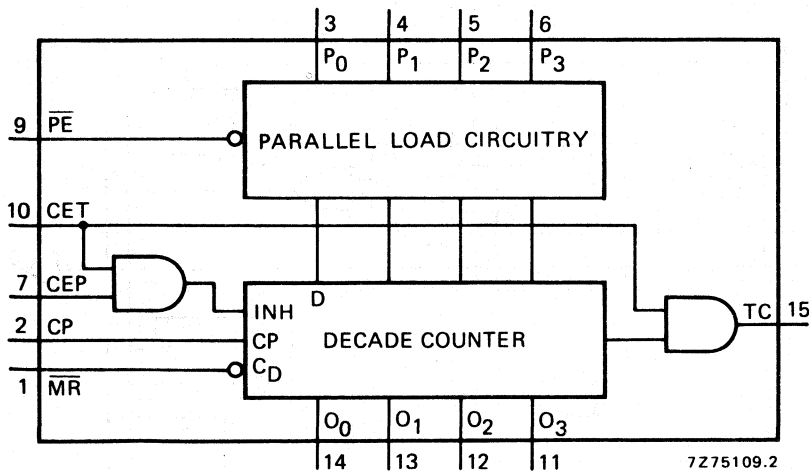 3 4 5 6
P0 P1 P2 P3
9 PE
PARALLEL LOAD CIRCUITRY
10 CET
7 CEP
D
INH
TC 15
2 CP
CP
DECADE COUNTER
1 MR
CD
O0 O1 O2 O3
14 13 12 11
7Z75109.2